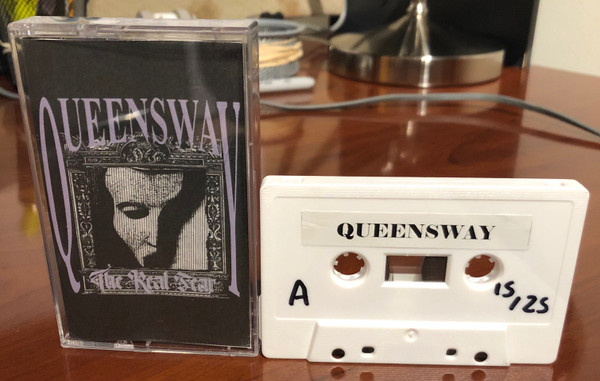 QUEENSWAY
The Real Fear
QUEENSWAY
A
15/25